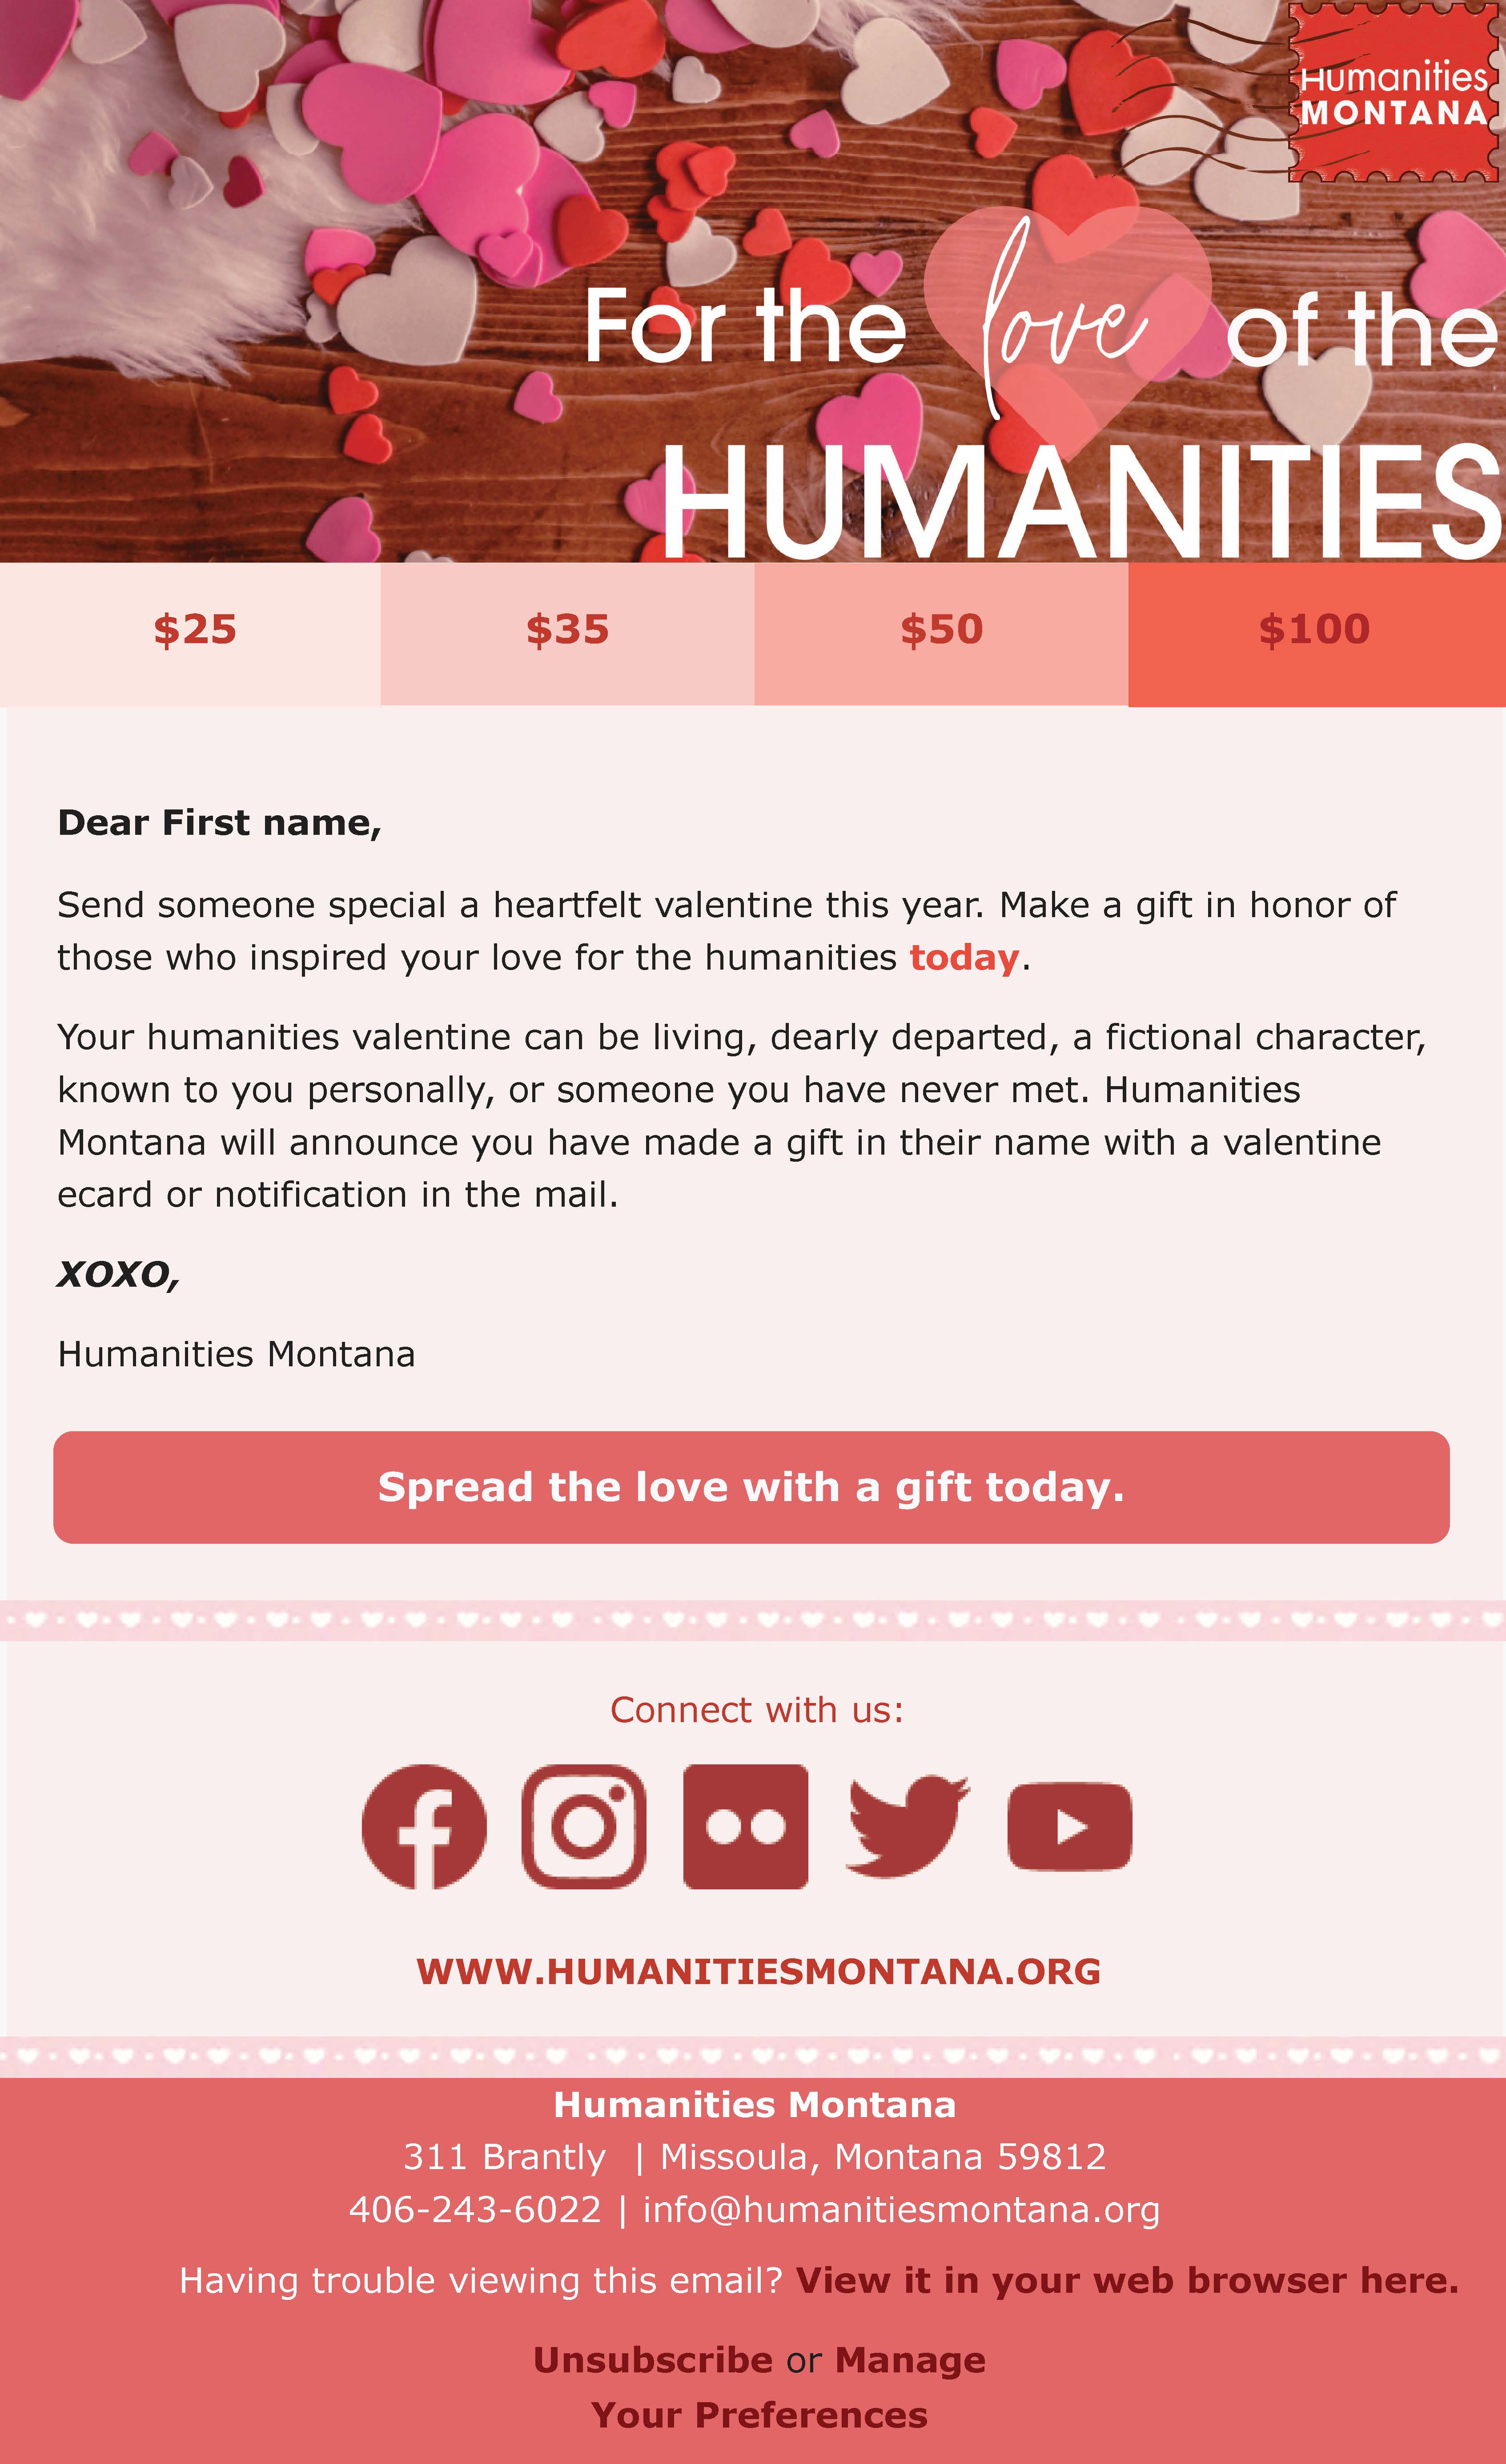 Humanities
MONTANA
For the love of the
HUMANITIES
$25 $35 $50 $100
Dear First name,
Send someone special a heartfelt valentine this year. Make a gift in honor of
those who inspired your love for the humanities today.
Your humanities valentine can be living, dearly departed, a fictional character,
known to you personally, or someone you have never met. Humanities
Montana will announce you have made a gift in their name with a valentine
ecard or notification in the mail.
XOXO,
Humanities Montana
Spread the love with a gift today.
Connect with us:
WWW.HUMANITIESMONTANA.ORG
Humanities Montana
311 Brantly | Missoula, Montana 59812
406-243-6022 | info@humanitiesmontana.org
Having trouble viewing this email? View it in your web browser here.
Unsubscribe or Manage
Your Preferences